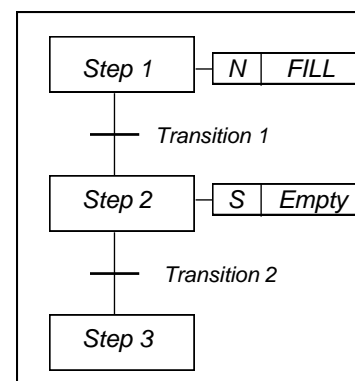 Step 1 N FILL
Transition 1
Step 2 S Empty
Transition 2
Step 3